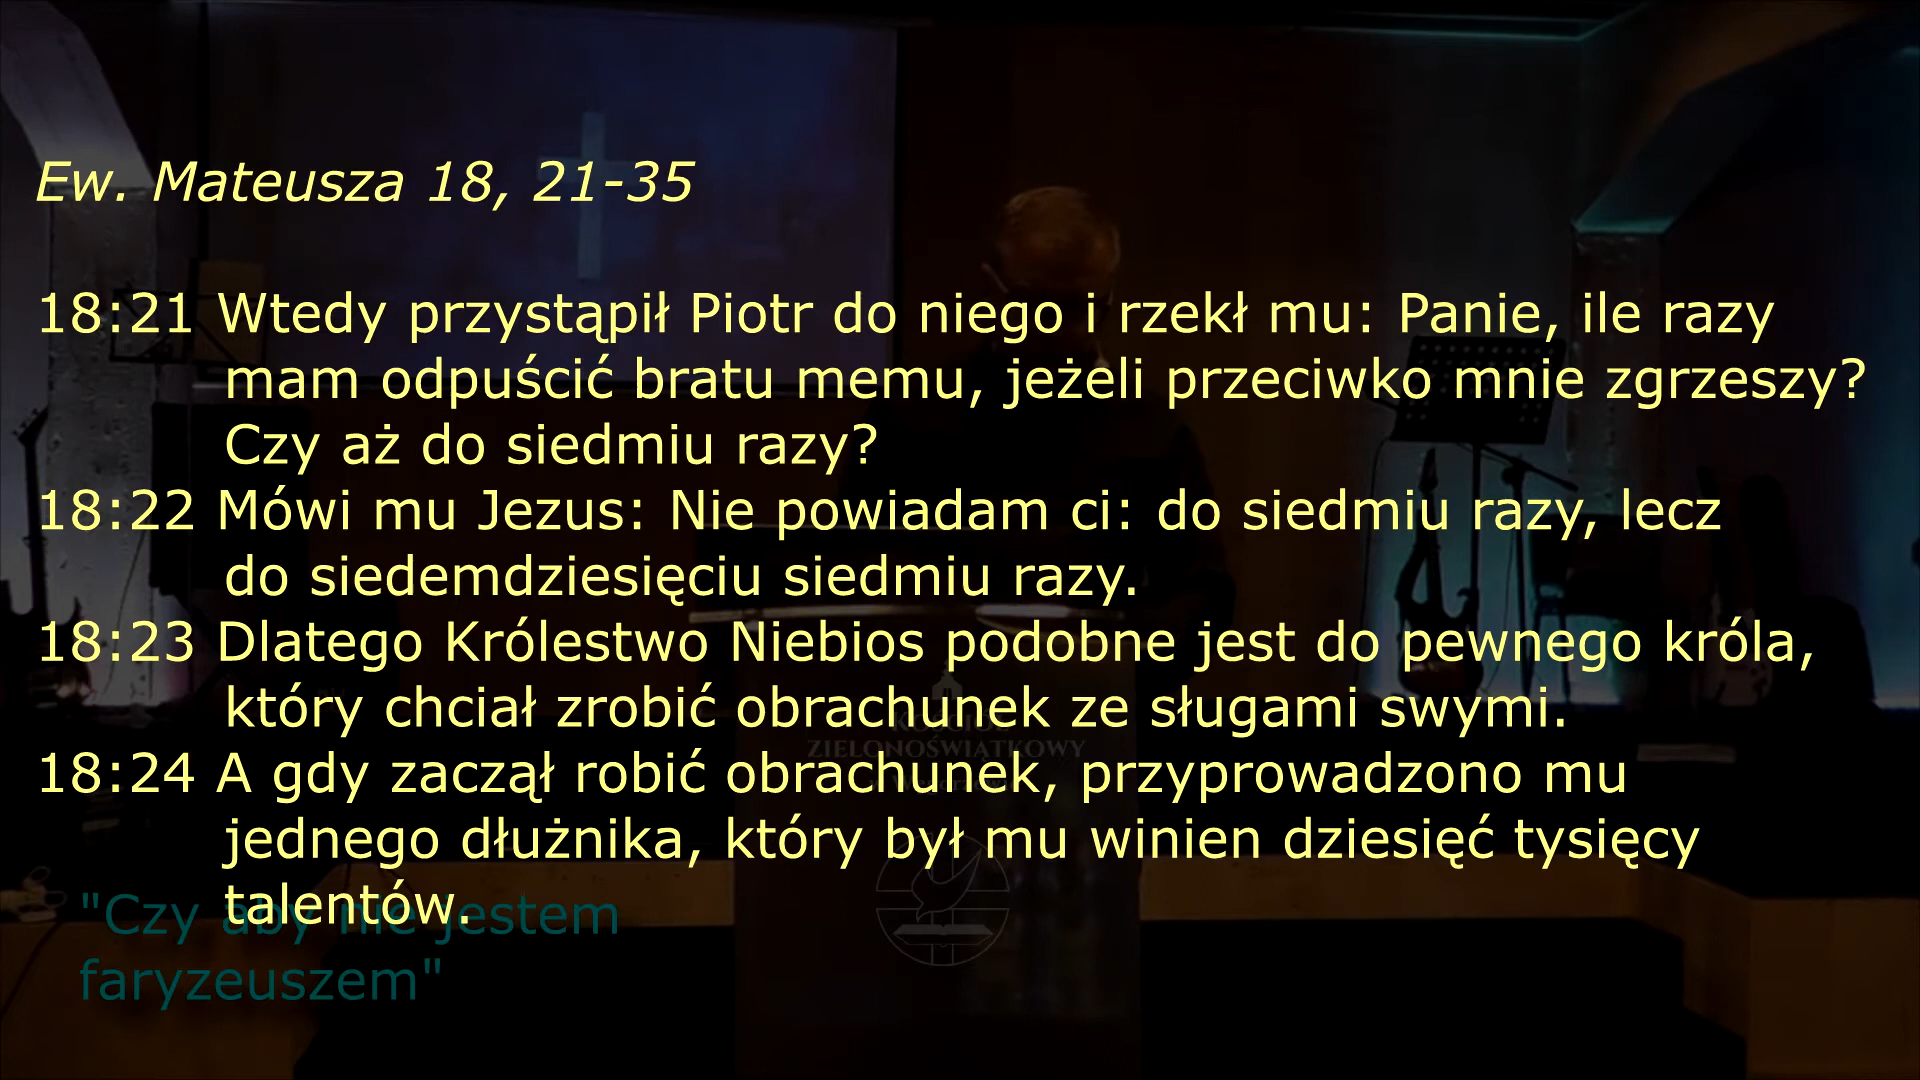 Ew. Mateusza 18, 21-35
18:21 Wtedy przystąpił Piotr do niego i rzekł mu: Panie, ile razy
mam odpuścić bratu memu, jeżeli przeciwko mnie zgrzeszy?
Czy aż do siedmiu razy?
18:22 Mówi mu Jezus: Nie powiadam ci: do siedmiu razy, lecz
do siedemdziesięciu siedmiu razy.
18:23 Dlatego Królestwo Niebios podobne jest do pewnego króla,
który chciał zrobić obrachunek ze sługami swymi.
KOŚCIÓŁ
ZIELONOŚWIĄTKOWY
18:24 A gdy zaczął robić obrachunek, przyprowadzono mu
jednego dłużnika, który był mu winien dziesięć tysięcy
talentów.
"Czy aby nie jestem
faryzeuszem"